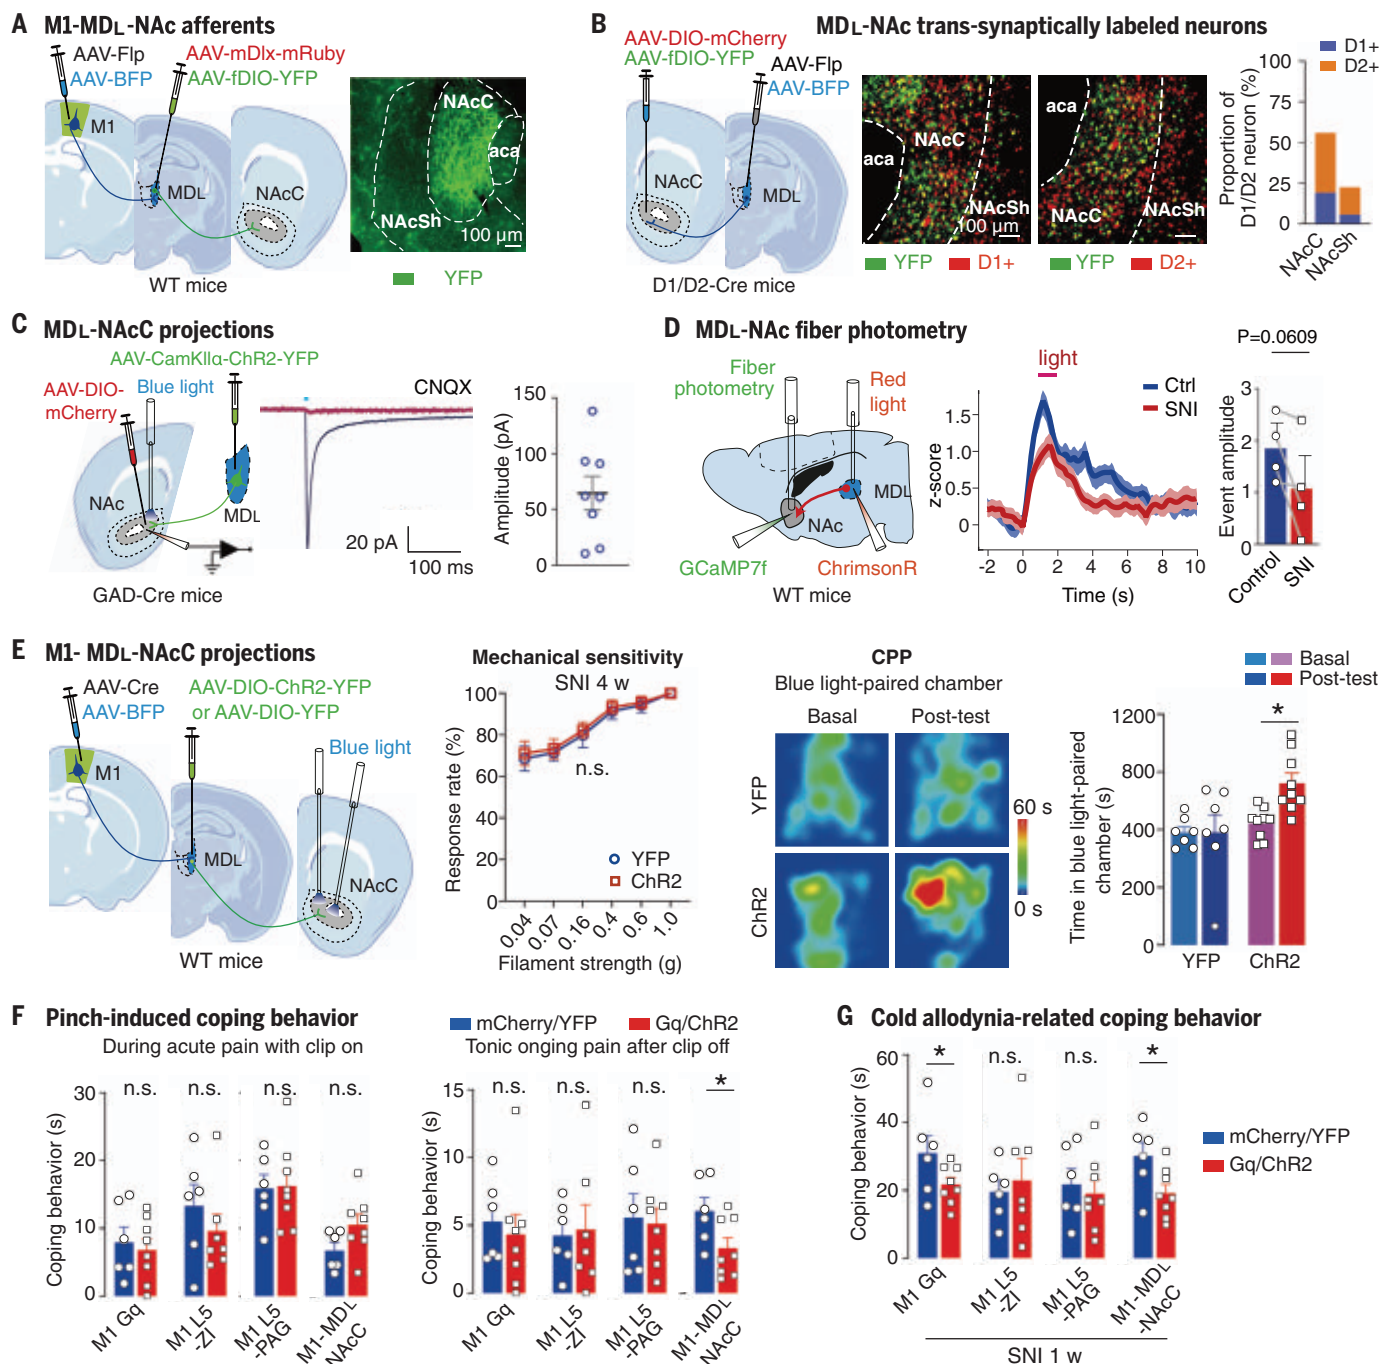 A M1-MDL-NAc afferents
AAV-Flp
AAV-BFP
AAV-mDlx-mRuby
AAV-fDIO-YFP
M1
MDL
NAcC
WT mice
NAcC
aca
NAcSh
100 µm
YFP
B MDL-NAc trans-synaptically labeled neurons
AAV-DIO-mCherry
AAV-fDIO-YFP
AAV-Flp
AAV-BFP
NAcC
MDL
D1/D2-Cre mice
aca
NAcC
NAcSh
100 µm
YFP D1+
aca
NAcC
NAcSh
YFP D2+
D1+
D2+
Proportion of
D1/D2 neuron (%)
100
75
50
25
0
NAcC
NAcSh
C MDL-NAcC projections
AAV-CamKIIα-ChR2-YFP
AAV-DIO-
mCherry
Blue light
NAc
MDL
GAD-Cre mice
CNQX
20 pA
100 ms
Amplitude (pA)
150
100
50
0
D MDL-NAc fiber photometry
Fiber
photometry
Red
light
MDL
NAc
GCaMP7f
ChrimsonR
WT mice
light
Ctrl
SNI
z-score
1.5
1.0
0.5
0
-2 0 2 4 6 8 10
Time (s)
P=0.0609
Event amplitude
3
2
1
0
Control
SNI
E M1- MDL-NAcC projections
AAV-Cre
AAV-BFP
AAV-DIO-ChR2-YFP
or AAV-DIO-YFP
Blue light
M1
MDL
NAcC
WT mice
Mechanical sensitivity
SNI 4 w
Response rate (%)
100
80
60
40
20
0
n.s.
YFP
ChR2
0.04 0.07 0.16 0.4 0.6 1.0
Filament strength (g)
CPP
Blue light-paired chamber
Basal Post-test
YFP
ChR2
60 s
0 s
Basal
Post-test
*
Time in blue light-paired
chamber (s)
1200
800
400
200
0
YFP ChR2
F Pinch-induced coping behavior
mCherry/YFP Gq/ChR2
During acute pain with clip on
n.s. n.s. n.s. n.s.
Coping behavior (s)
30
20
10
0
M1 Gq
M1 L5
-ZI
M1 L5
-PAG
M1-MDL
NAcC
Tonic onging pain after clip off
n.s. n.s. n.s. *
Coping behavior (s)
15
10
5
0
M1 Gq
M1 L5
-ZI
M1 L5
-PAG
M1-MDL
NAcC
G Cold allodynia-related coping behavior
* n.s. n.s. *
Coping behavior (s)
60
40
20
0
mCherry/YFP
Gq/ChR2
M1 Gq
M1 L5
-ZI
M1 L5
-PAG
M1-MDL
-NAcC
SNI 1 w